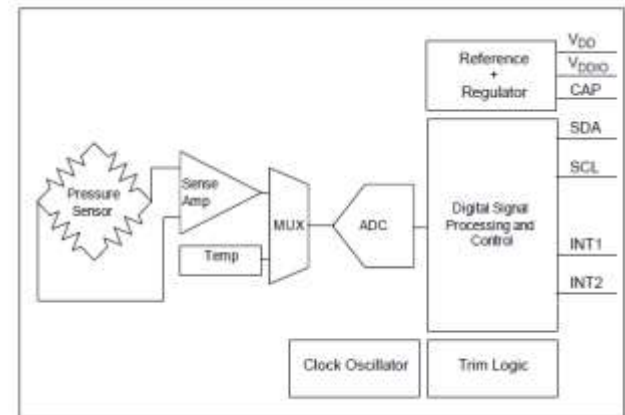 Reference
+
Regulator
VDD
VDDIO
CAP
SDA
SCL
INT1
INT2
Pressure
Sensor
Sense
Amp
Temp
MUX
ADC
Digital Signal
Processing and
Control
Clock Oscillator
Trim Logic